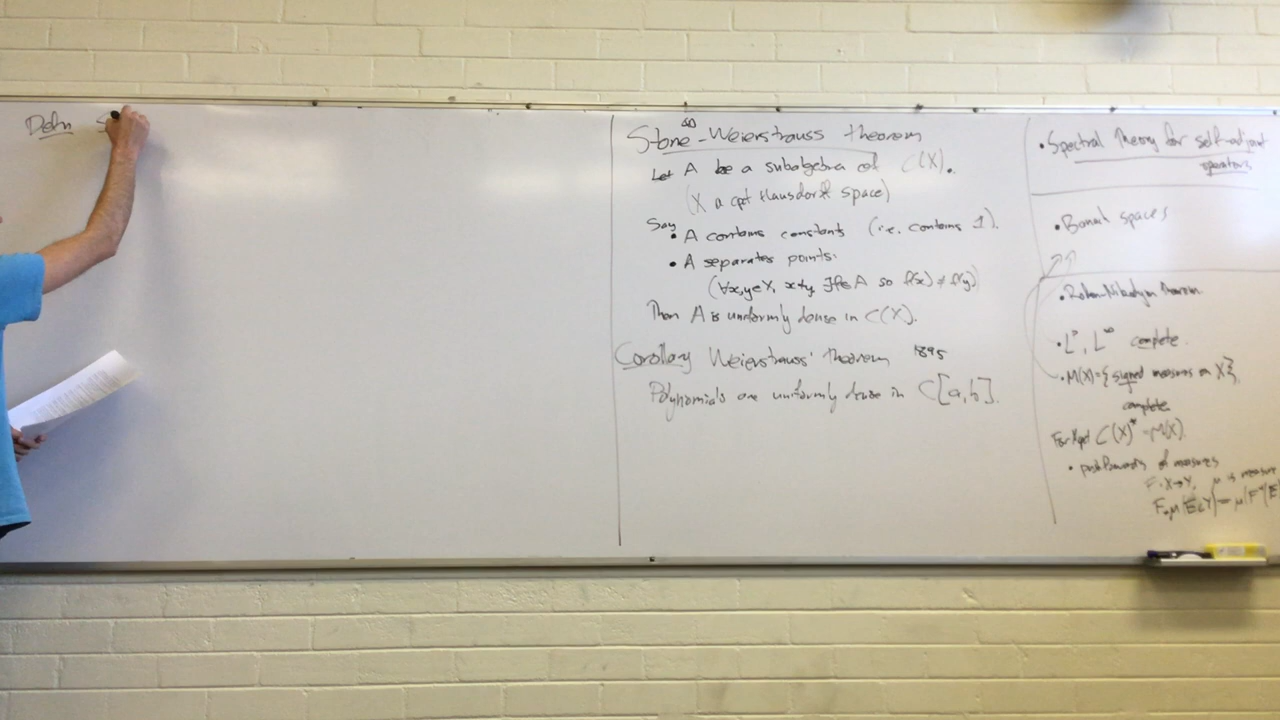 Defn S
Stone-Weierstrauss theorem
Let A be a subalgebra of C(X).
(X a cpt Hausdorff space)
Say
• A contains constants (i.e. contains 1).
• A separates points:
(∀x,y∈X, x≠y, ∃f∈A so f(x)≠f(y))
Then A is uniformly dense in C(X).
Corollary Weierstrauss' theorem 1895
Polynomials are uniformly dense in C[a,b].
• Spectral Theory for self-adjoint
operators
• Banach spaces
• Radon-Nikodym theorem
• L^p, L^∞ complete.
• M(X)={signed measures on X}
complete
For X cpt C(X)* = M(X).
• pushforwards of measures
F: X→Y, μ is measure
F_*μ(E⊂Y) = μ(F^{-1}(E